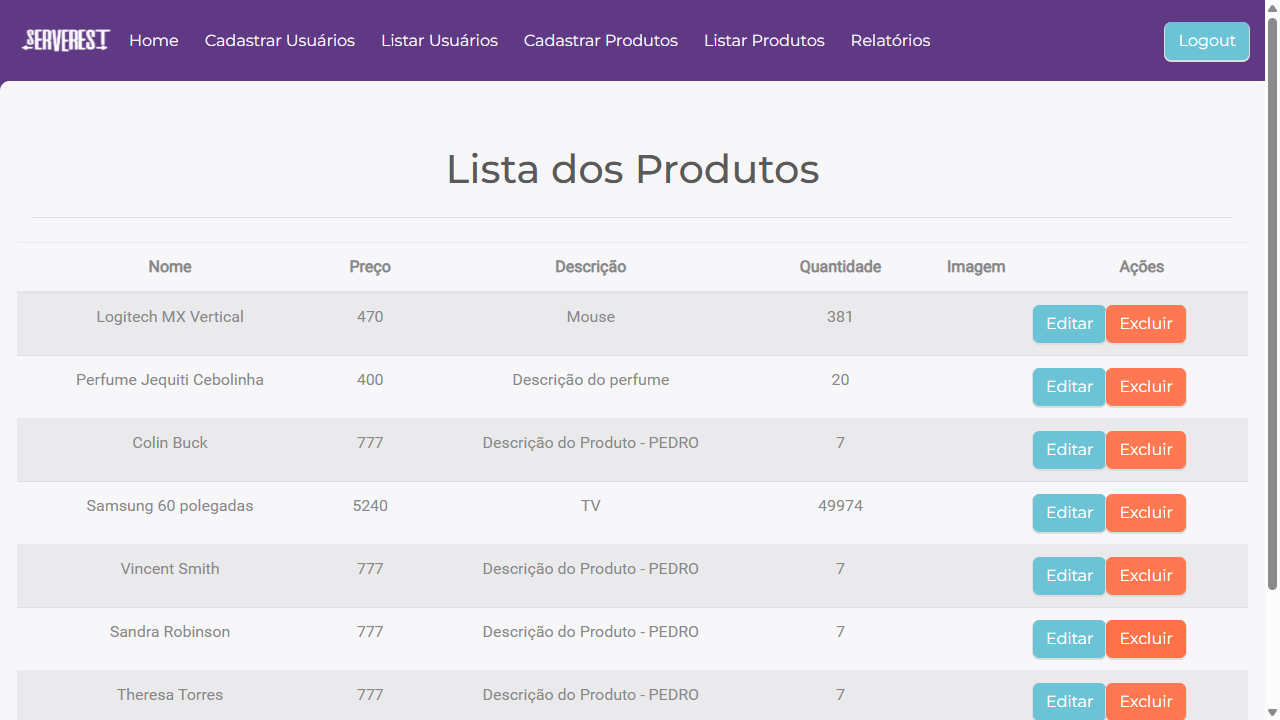 SERVEREST Home Cadastrar Usuários Listar Usuários Cadastrar Produtos Listar Produtos Relatórios Logout
Lista dos Produtos
Nome Preço Descrição Quantidade Imagem Ações
Logitech MX Vertical 470 Mouse 381 Editar Excluir
Perfume Jequiti Cebolinha 400 Descrição do perfume 20 Editar Excluir
Colin Buck 777 Descrição do Produto - PEDRO 7 Editar Excluir
Samsung 60 polegadas 5240 TV 49974 Editar Excluir
Vincent Smith 777 Descrição do Produto - PEDRO 7 Editar Excluir
Sandra Robinson 777 Descrição do Produto - PEDRO 7 Editar Excluir
Theresa Torres 777 Descrição do Produto - PEDRO 7 Editar Excluir